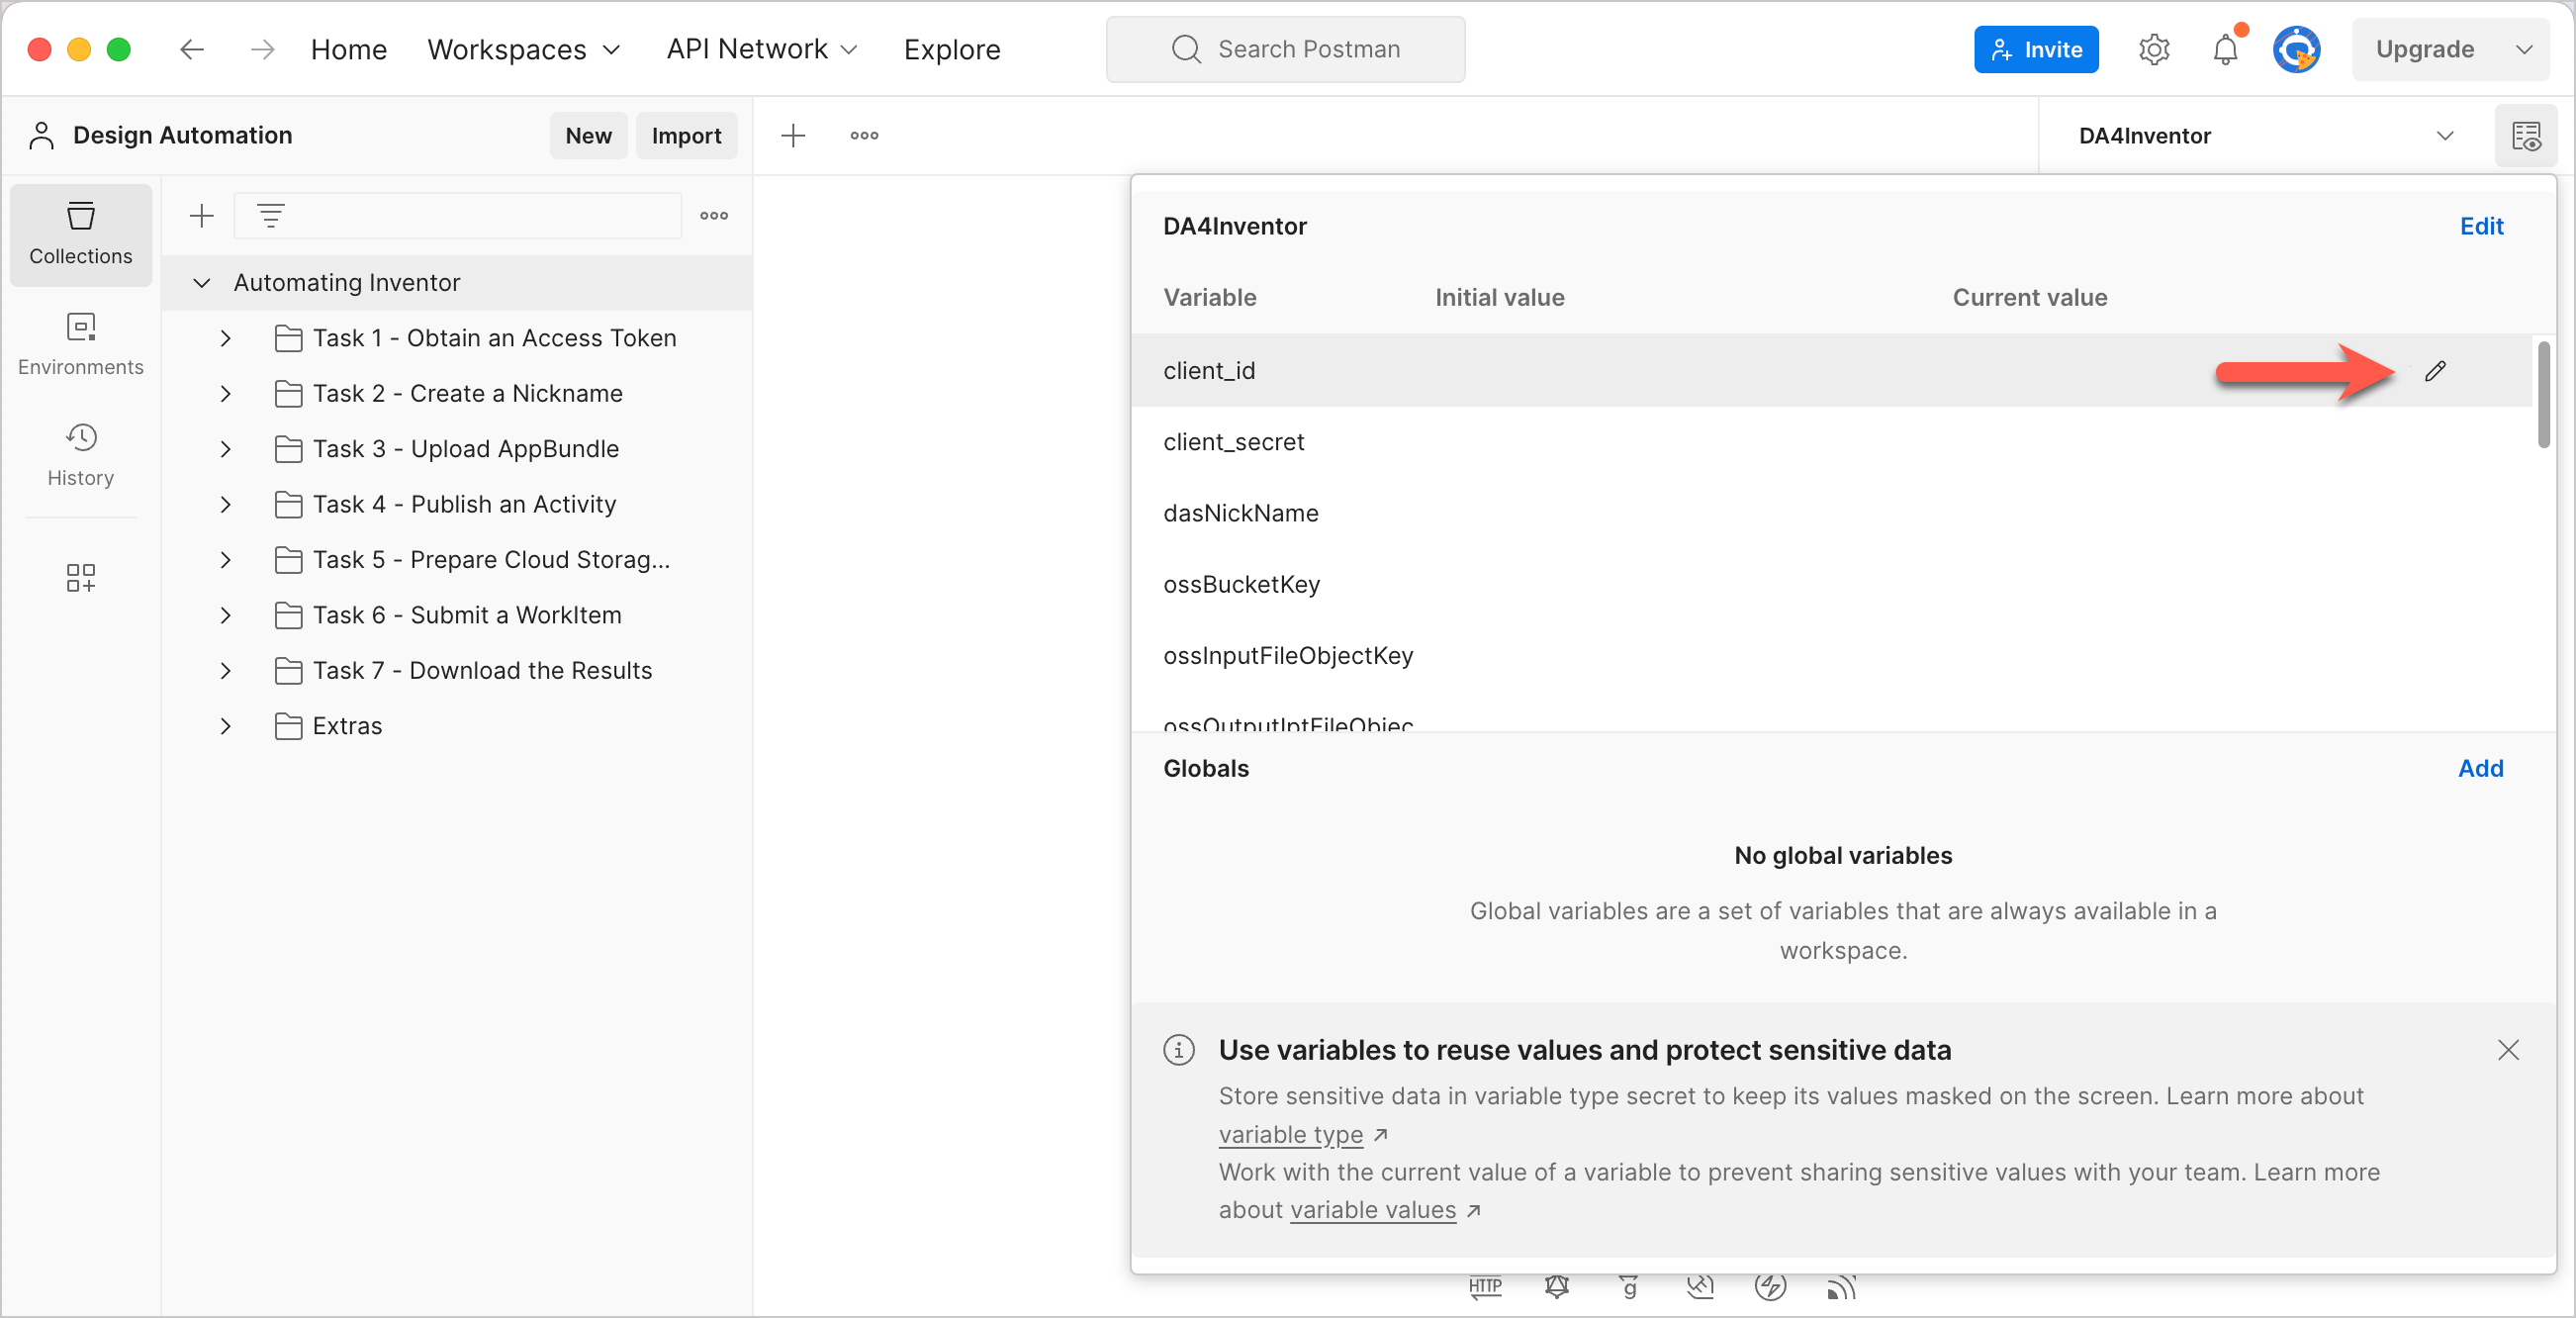 Home Workspaces API Network Explore Search Postman Invite Upgrade
Design Automation New Import DA4Inventor
Collections
Environments
History
Automating Inventor
Task 1 - Obtain an Access Token
Task 2 - Create a Nickname
Task 3 - Upload AppBundle
Task 4 - Publish an Activity
Task 5 - Prepare Cloud Storag...
Task 6 - Submit a WorkItem
Task 7 - Download the Results
Extras
DA4Inventor Edit
Variable Initial value Current value
client_id
client_secret
dasNickName
ossBucketKey
ossInputFileObjectKey
ossOutputIptFileObjec
Globals Add
No global variables
Global variables are a set of variables that are always available in a
workspace.
Use variables to reuse values and protect sensitive data
Store sensitive data in variable type secret to keep its values masked on the screen. Learn more about
variable type ↗
Work with the current value of a variable to prevent sharing sensitive values with your team. Learn more
about variable values ↗
HTTP g